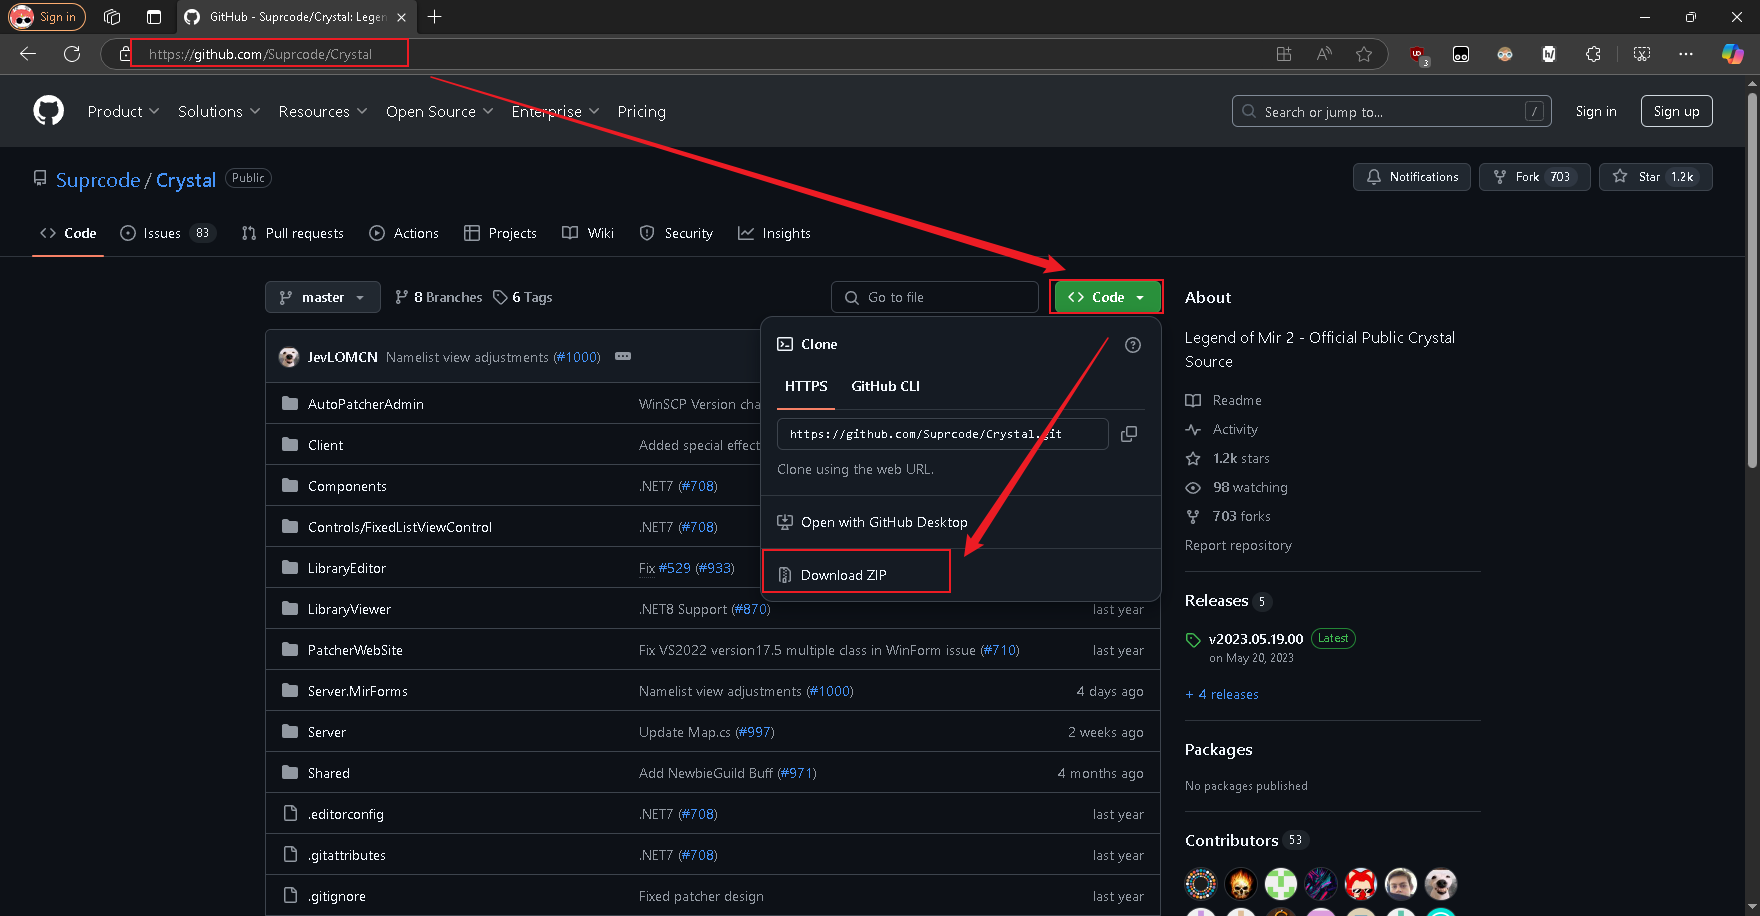 Sign in
GitHub - Suprcode/Crystal: Legen
https://github.com/Suprcode/Crystal
3
Product Solutions Resources Open Source Enterprise Pricing
Search or jump to... /
Sign in
Sign up
Suprcode / Crystal Public
Notifications
Fork 703
Star 1.2k
Code
Issues 83
Pull requests
Actions
Projects
Wiki
Security
Insights
master
8 Branches
6 Tags
Go to file
Code
JevLOMCN Namelist view adjustments (#1000)
AutoPatcherAdmin WinSCP Version cha
Client Added special effect
Components .NET7 (#708)
Controls/FixedListViewControl .NET7 (#708)
LibraryEditor Fix #529 (#933)
LibraryViewer .NET8 Support (#870) last year
PatcherWebSite Fix VS2022 version17.5 multiple class in WinForm issue (#710) last year
Server.MirForms Namelist view adjustments (#1000) 4 days ago
Server Update Map.cs (#997) 2 weeks ago
Shared Add NewbieGuild Buff (#971) 4 months ago
.editorconfig .NET7 (#708) last year
.gitattributes .NET7 (#708) last year
.gitignore Fixed patcher design last year
Clone
HTTPS GitHub CLI
https://github.com/Suprcode/Crystal.git
Clone using the web URL.
Open with GitHub Desktop
Download ZIP
About
Legend of Mir 2 - Official Public Crystal
Source
Readme
Activity
1.2k stars
98 watching
703 forks
Report repository
Releases 5
v2023.05.19.00 Latest
on May 20, 2023
+ 4 releases
Packages
No packages published
Contributors 53